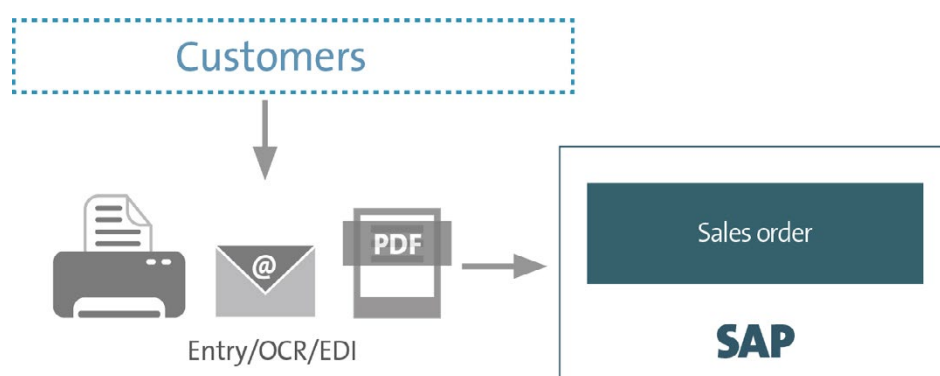 Customers
@
PDF
Entry/OCR/EDI
Sales order
SAP